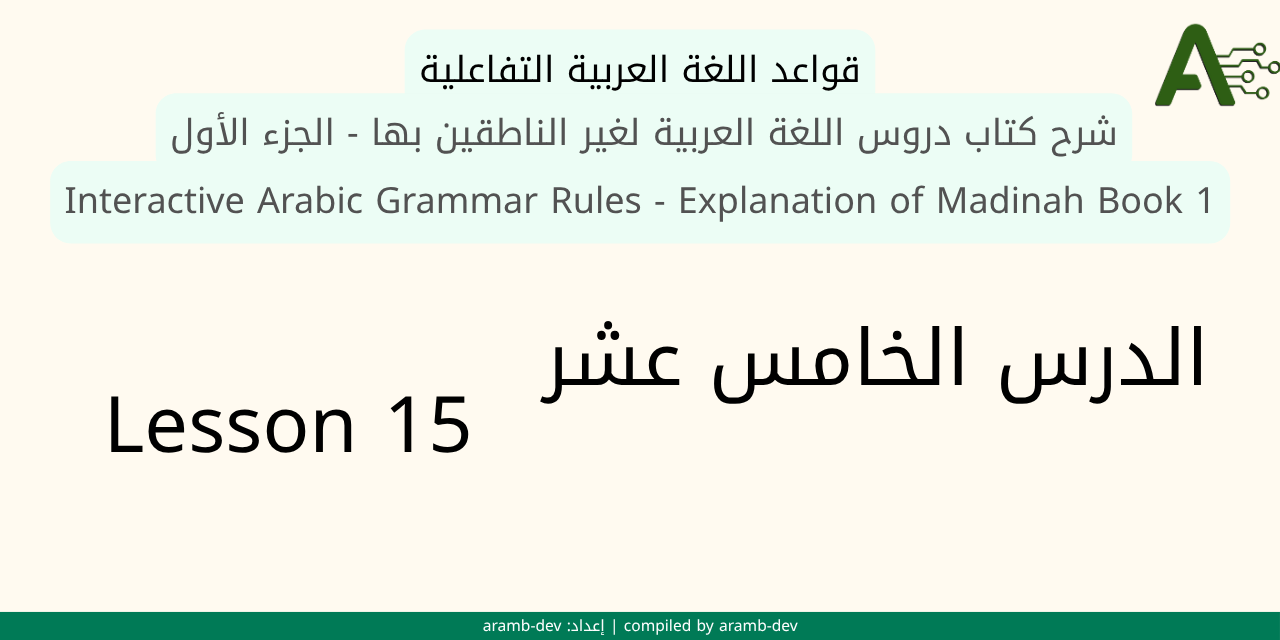 قواعد اللغة العربية التفاعلية
شرح كتاب دروس اللغة العربية لغير الناطقين بها - الجزء الأول
Interactive Arabic Grammar Rules - Explanation of Madinah Book 1
الدرس الخامس عشر
Lesson 15
aramb-dev :إعداد | compiled by aramb-dev